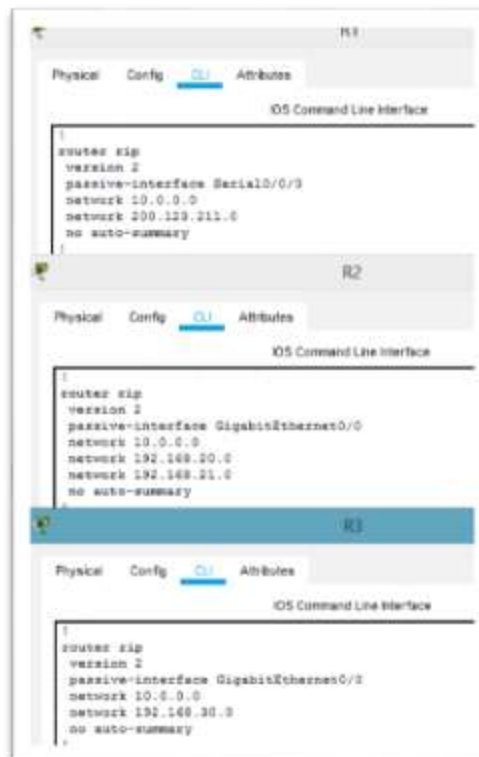 R1
Physical Config CLI Attributes
IOS Command Line Interface
!
router rip
version 2
passive-interface Serial0/0/0
network 10.0.0.0
network 200.123.211.0
no auto-summary
!
R2
Physical Config CLI Attributes
IOS Command Line Interface
!
router rip
version 2
passive-interface GigabitEthernet0/0
network 10.0.0.0
network 192.168.20.0
network 192.168.21.0
no auto-summary
R3
Physical Config CLI Attributes
IOS Command Line Interface
!
router rip
version 2
passive-interface GigabitEthernet0/0
network 10.0.0.0
network 192.168.30.0
no auto-summary